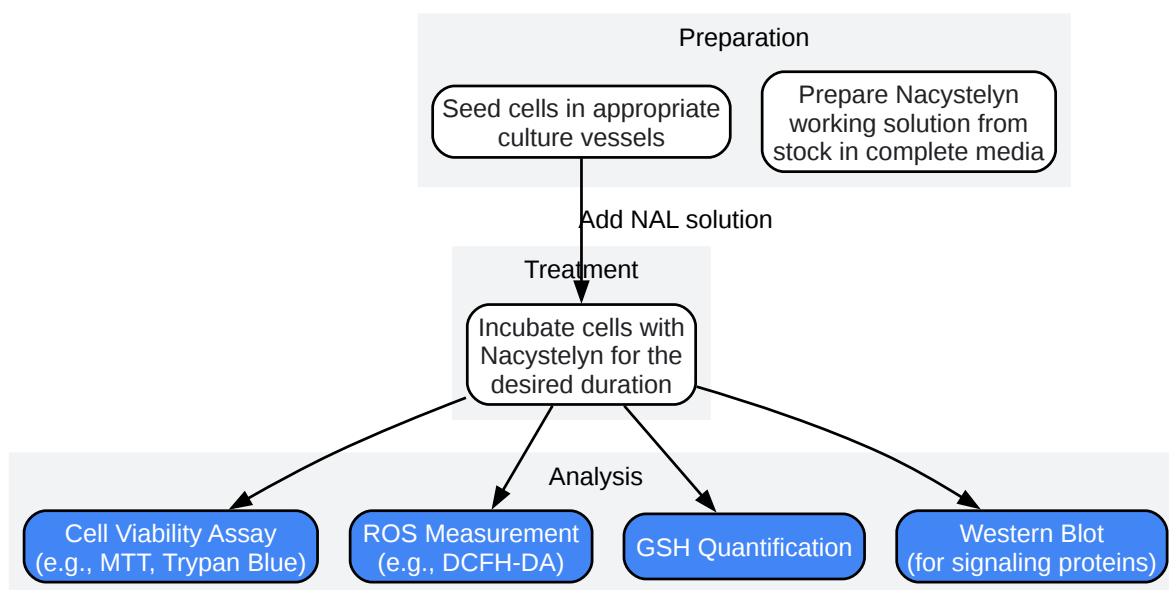 Preparation
Seed cells in appropriate
culture vessels
Prepare Nacystelyn
working solution from
stock in complete media
Add NAL solution
Treatment
Incubate cells with
Nacystelyn for the
desired duration
Analysis
Cell Viability Assay
(e.g., MTT, Trypan Blue)
ROS Measurement
(e.g., DCFH-DA)
GSH Quantification
Western Blot
(for signaling proteins)